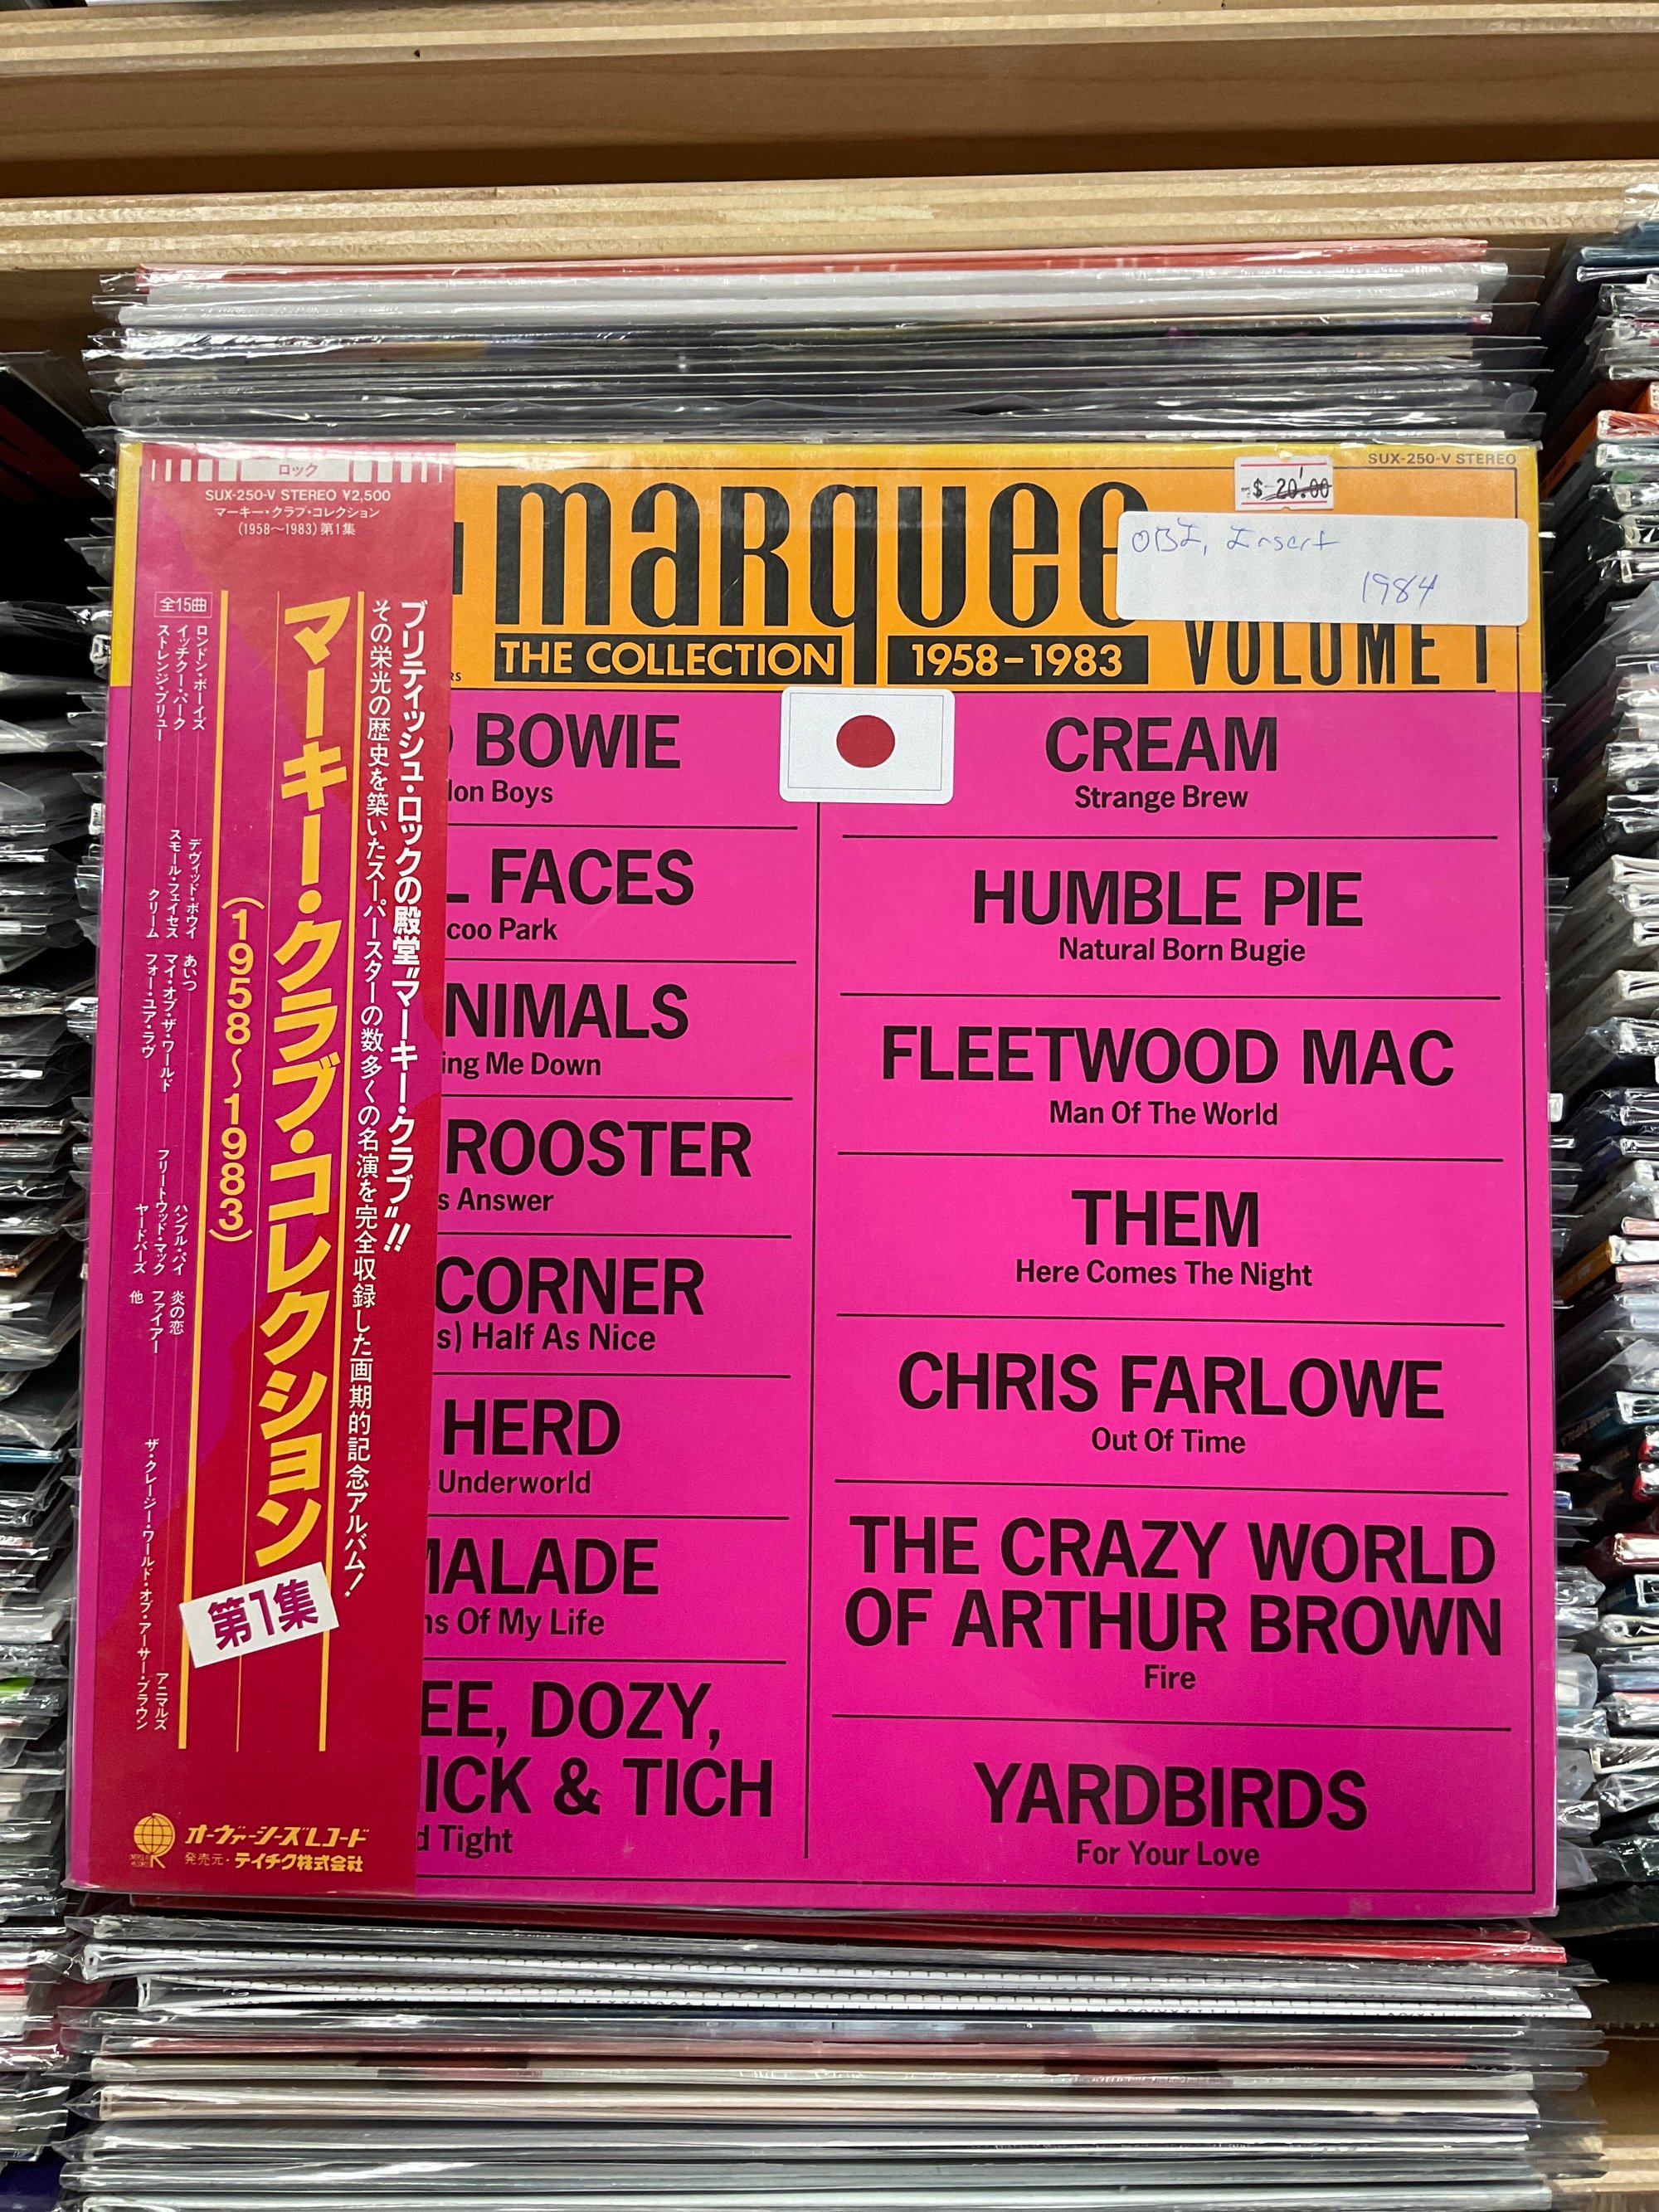 ロック
SUX-250-V STEREO ¥2,500
マーキー・クラブ・コレクション
(1958～1983)第1集
ブリティッシュ・ロックの殿堂"マーキー・クラブ"!!
その栄光の歴史を築いたスーパースターの数多くの名演を完全収録した画期的記念アルバム!
マーキー・クラブ・コレクション
(1958～1983)
第1集
全15曲
ロンドン・ボーイズ
デヴィッド・ボウイ
イッチクー・パーク
スモール・フェイセス
ストレンジ・ブリュー
クリーム
あいつ
ハンブル・パイ
マイ・オブ・ザ・ワールド
フリートウッド・マック
フォー・ユア・ラヴ
ヤードバーズ
炎の恋
アニマルズ
ファイアー
ザ・クレージー・ワールド・オブ・アーサー・ブラウン
他
オーヴァーシーズレコード
発売元・テイチク株式会社
SUX-250-V STEREO
-$-20.00
OBI, Insert
1984
marquee
THE COLLECTION 1958-1983 VOLUME 1
BOWIE
don Boys
FACES
coo Park
NIMALS
ing Me Down
ROOSTER
s Answer
CORNER
s) Half As Nice
HERD
Underworld
MALADE
ns Of My Life
EE, DOZY,
ICK & TICH
d Tight
CREAM
Strange Brew
HUMBLE PIE
Natural Born Bugie
FLEETWOOD MAC
Man Of The World
THEM
Here Comes The Night
CHRIS FARLOWE
Out Of Time
THE CRAZY WORLD
OF ARTHUR BROWN
Fire
YARDBIRDS
For Your Love